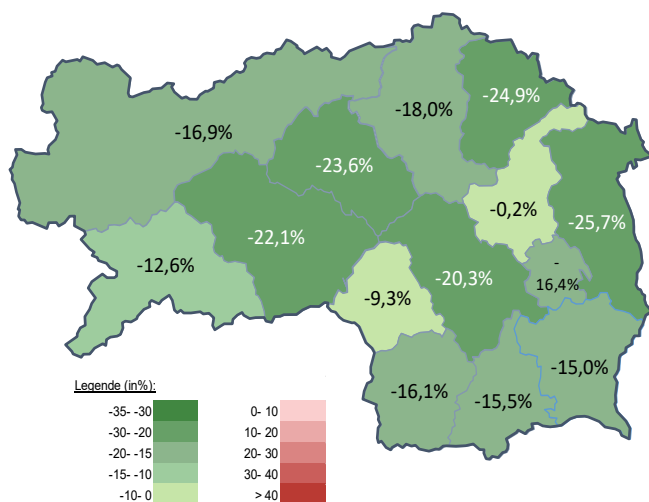 -24,9%
-18,0%
-16,9%
-23,6%
-0,2%
-25,7%
-22,1%
-12,6%
-20,3%
-
16,4%
-9,3%
-15,0%
-16,1%
-15,5%
Legende (in%):
-35- -30 0- 10
-30- -20 10- 20
-20- -15 20- 30
-15- -10 30- 40
-10- 0 > 40